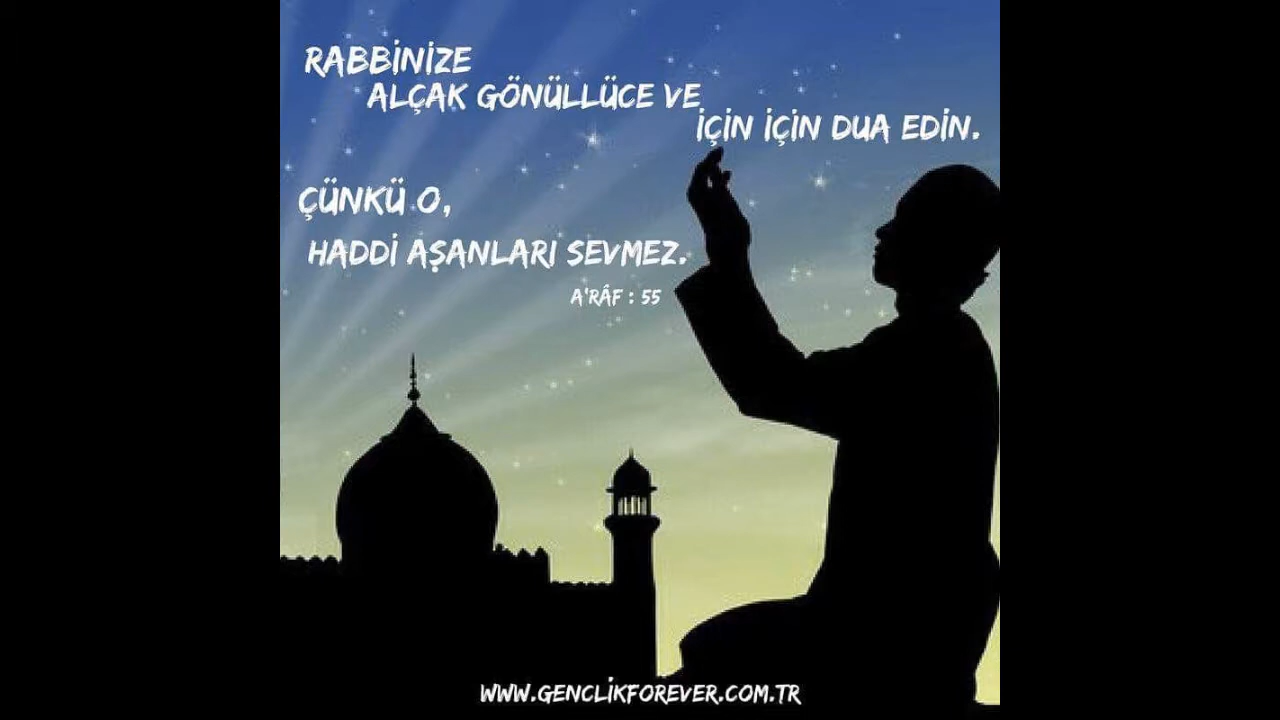 RABBİNİZE
ALÇAK GÖNÜLLÜCE VE
İÇİN İÇİN DUA EDİN.
ÇÜNKÜ O,
HADDİ AŞANLARI SEVMEZ.
A'RÂF : 55
WWW.GENCLİKFOREVER.COM.TR